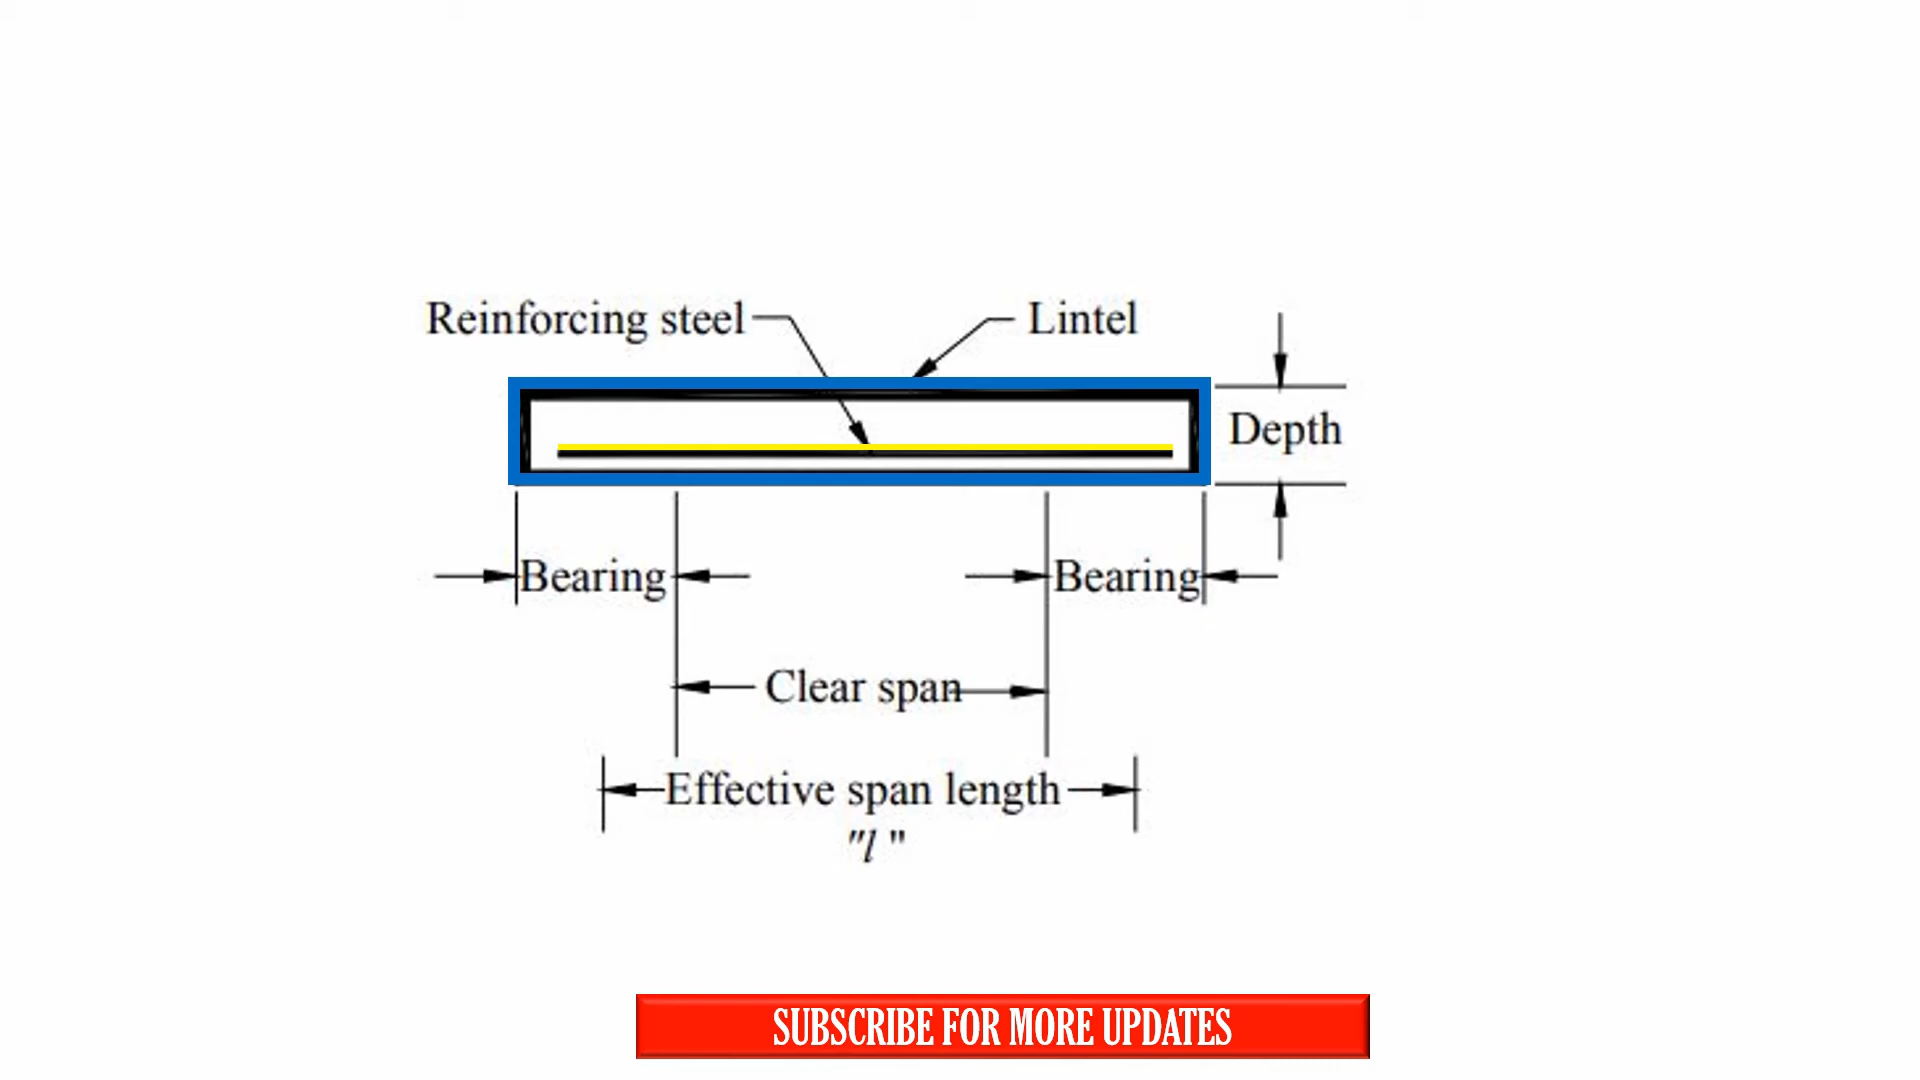 Reinforcing steel
Lintel
Depth
Bearing
Bearing
Clear span
Effective span length
"l "
SUBSCRIBE FOR MORE UPDATES